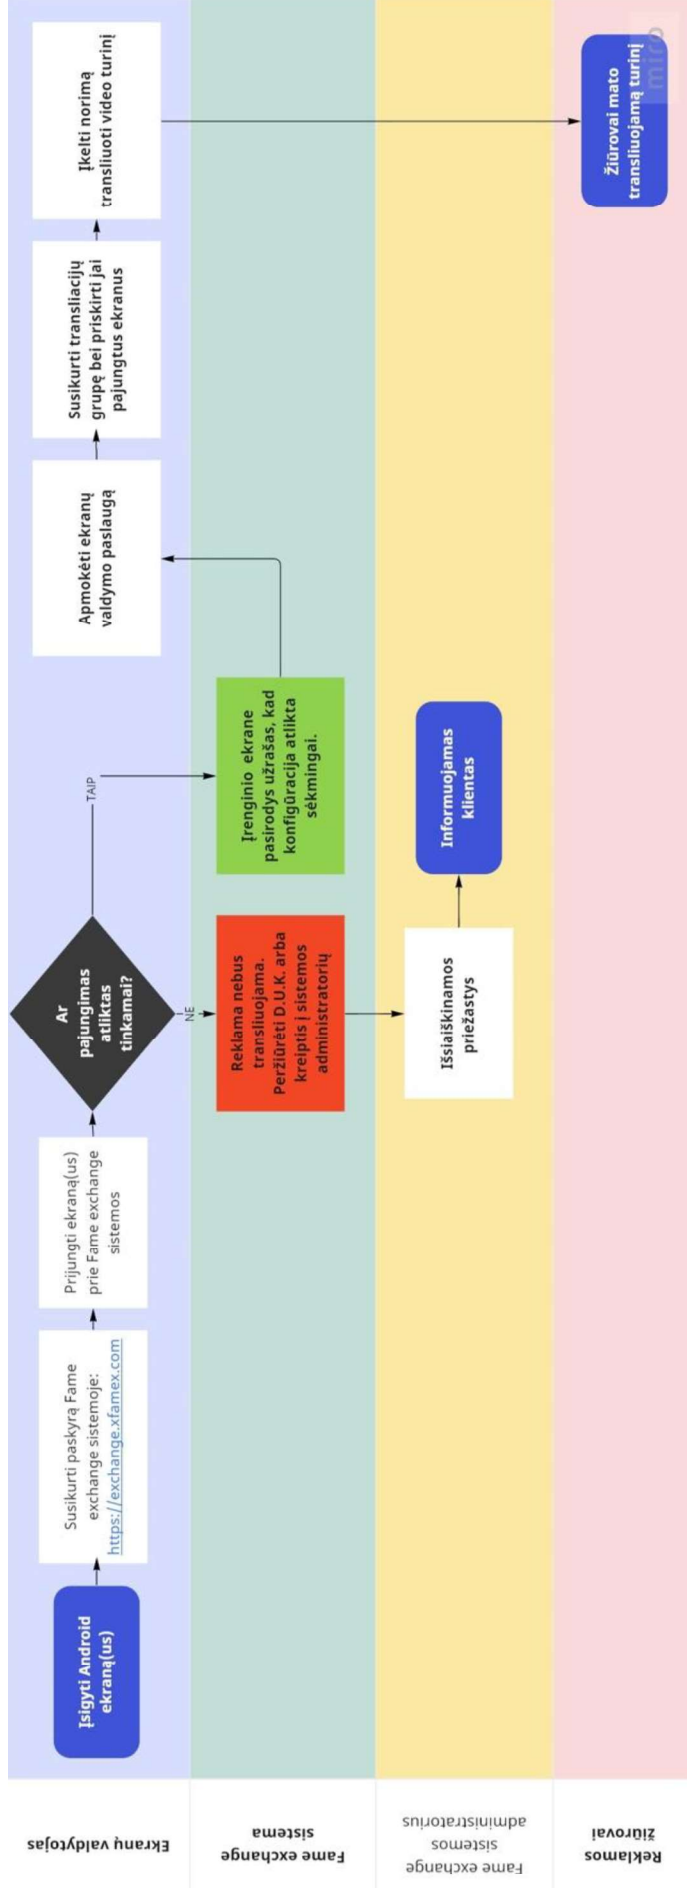 Ekranų valdytojas
Įsigyti Android
ekraną(us)
Susikurti paskyrą Fame
exchange sistemoje:
https://exchange.xfamex.com
Prijungti ekraną(us)
prie Fame exchange
sistemos
Ar
pajungimas
atliktas
tinkamai?
TAIP
NE
Apmokėti ekranų
valdymo paslaugą
Susikurti transliacijų
grupę bei priskirti jai
pajungtus ekranus
Įkelti norimą
transliuoti video turinį
Fame exchange
sistema
Reklama nebus
transliuojama.
Peržiūrėti D.U.K. arba
kreiptis į sistemos
administratorių
Įrenginio ekrane
pasirodys užrašas, kad
konfigūracija atlikta
sėkmingai.
Fame exchange
sistemos
administratorius
Išsiaiškinamos
priežastys
Informuojamas
klientas
Reklamos
žiūrovai
Žiūrovai mato
transliuojamą turinį
miro